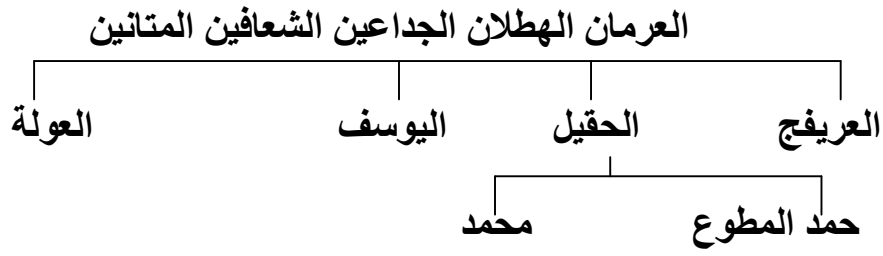 العرمان الهطلان الجداعين الشعافين المتانين
العريفج الحقيل اليوسف العولة
حمد المطوع محمد